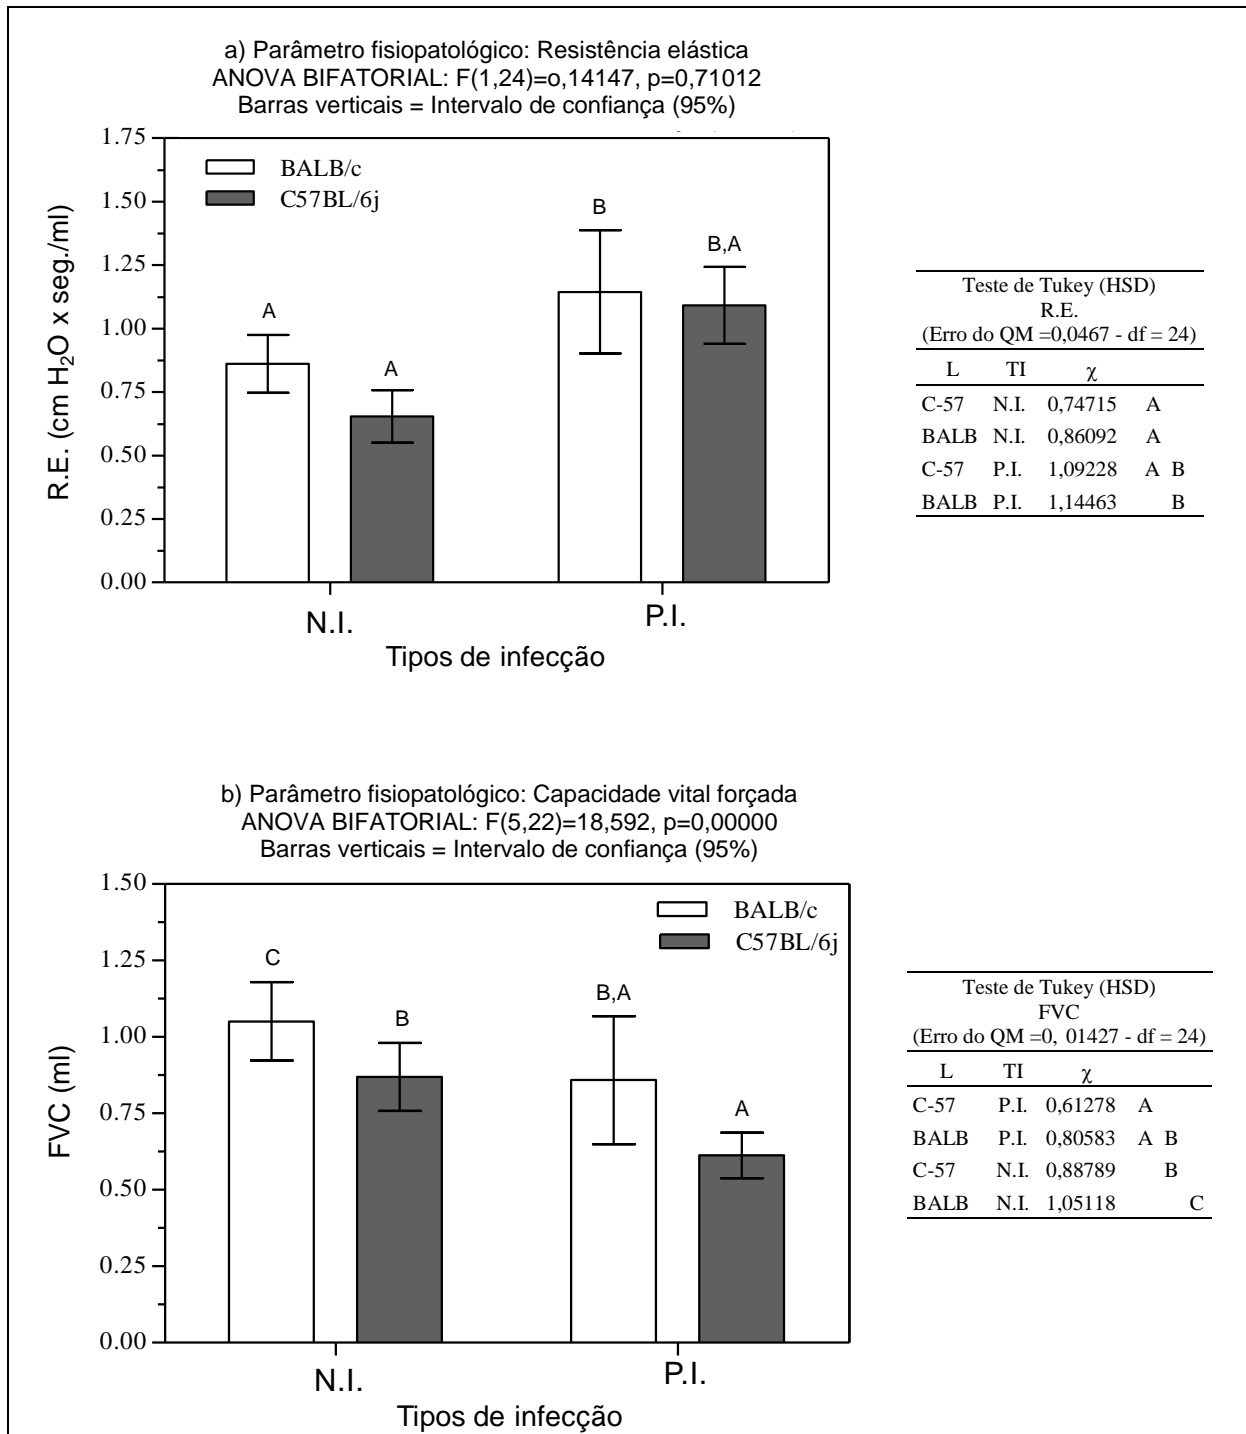 a) Parâmetro fisiopatológico: Resistência elástica
ANOVA BIFATORIAL: F(1,24)=o,14147, p=0,71012
Barras verticais = Intervalo de confiança (95%)
R.E. (cm H₂O x seg./ml)
1.75
1.50
1.25
1.00
0.75
0.50
0.25
0.00
BALB/c
C57BL/6j
A
A
B
B,A
N.I.
P.I.
Tipos de infecção
Teste de Tukey (HSD)
R.E.
(Erro do QM =0,0467 - df = 24)
L TI χ
C-57 N.I. 0,74715 A
BALB N.I. 0,86092 A
C-57 P.I. 1,09228 A B
BALB P.I. 1,14463 B
b) Parâmetro fisiopatológico: Capacidade vital forçada
ANOVA BIFATORIAL: F(5,22)=18,592, p=0,00000
Barras verticais = Intervalo de confiança (95%)
FVC (ml)
1.50
1.25
1.00
0.75
0.50
0.25
0.00
BALB/c
C57BL/6j
C
B
B,A
A
N.I.
P.I.
Tipos de infecção
Teste de Tukey (HSD)
FVC
(Erro do QM =0, 01427 - df = 24)
L TI χ
C-57 P.I. 0,61278 A
BALB P.I. 0,80583 A B
C-57 N.I. 0,88789 B
BALB N.I. 1,05118 C